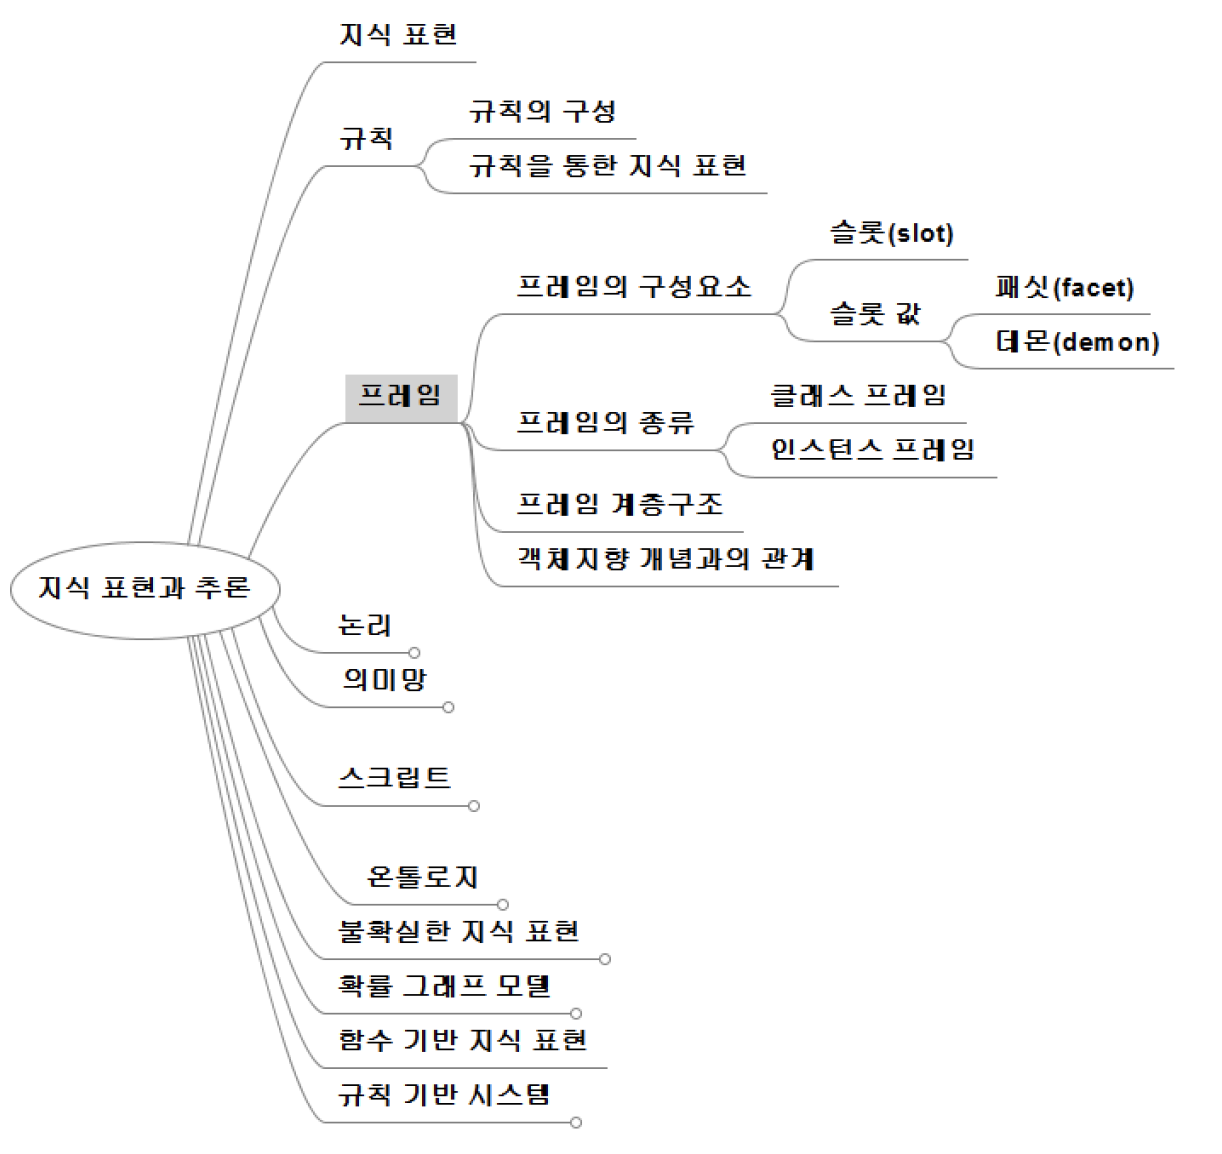 지식 표현
규칙
규칙의 구성
규칙을 통한 지식 표현
프레임
프레임의 구성요소
슬롯(slot)
슬롯 값
패싯(facet)
데몬(demon)
프레임의 종류
클래스 프레임
인스턴스 프레임
프레임 계층구조
객체지향 개념과의 관계
지식 표현과 추론
논리
의미망
스크립트
온톨로지
불확실한 지식 표현
확률 그래프 모델
함수 기반 지식 표현
규칙 기반 시스템